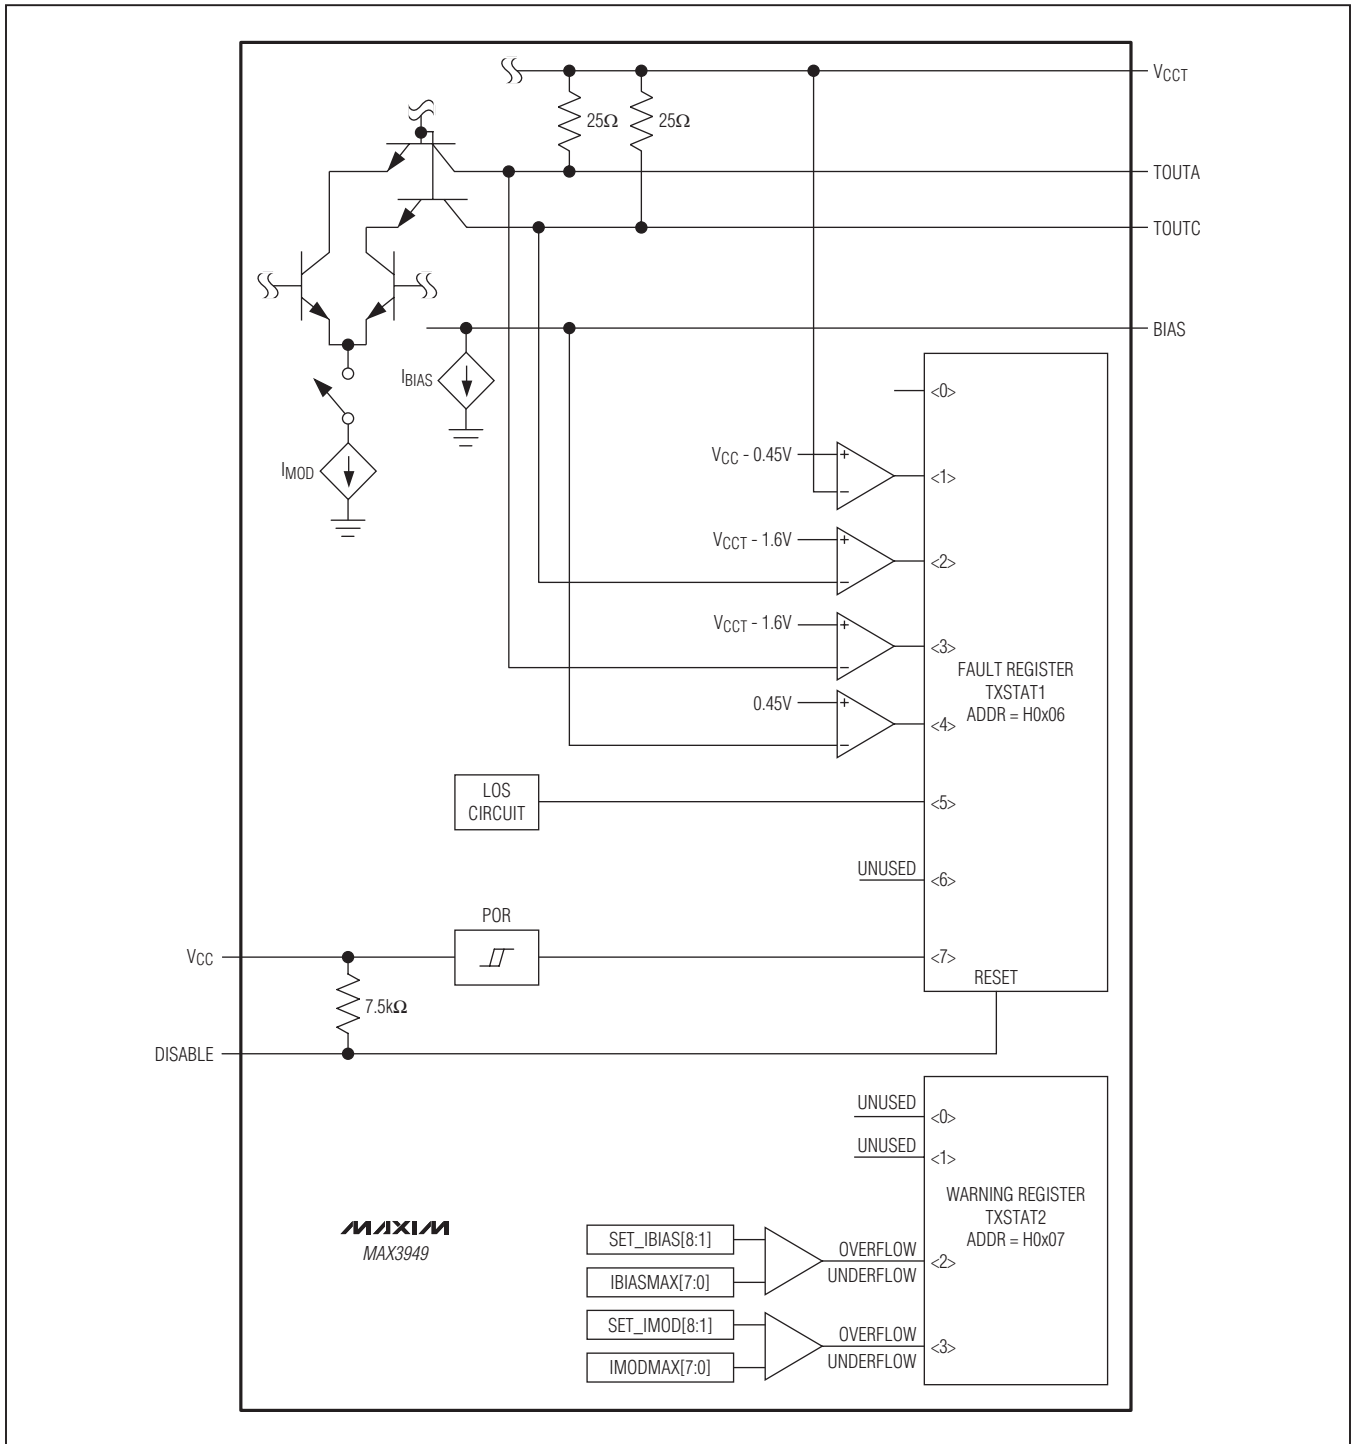 VCCT
25Ω 25Ω
TOUTA
TOUTC
BIAS
IBIAS
<0>
VCC - 0.45V
+
−
<1>
IMOD
VCCT - 1.6V
+
−
<2>
VCCT - 1.6V
+
−
<3>
FAULT REGISTER
TXSTAT1
ADDR = H0x06
0.45V
+
−
<4>
LOS
CIRCUIT
<5>
UNUSED
<6>
POR
VCC
<7>
RESET
7.5kΩ
DISABLE
UNUSED
<0>
UNUSED
<1>
WARNING REGISTER
TXSTAT2
ADDR = H0x07
MAXIM
MAX3949
SET_IBIAS[8:1]
IBIASMAX[7:0]
OVERFLOW
UNDERFLOW
<2>
SET_IMOD[8:1]
IMODMAX[7:0]
OVERFLOW
UNDERFLOW
<3>